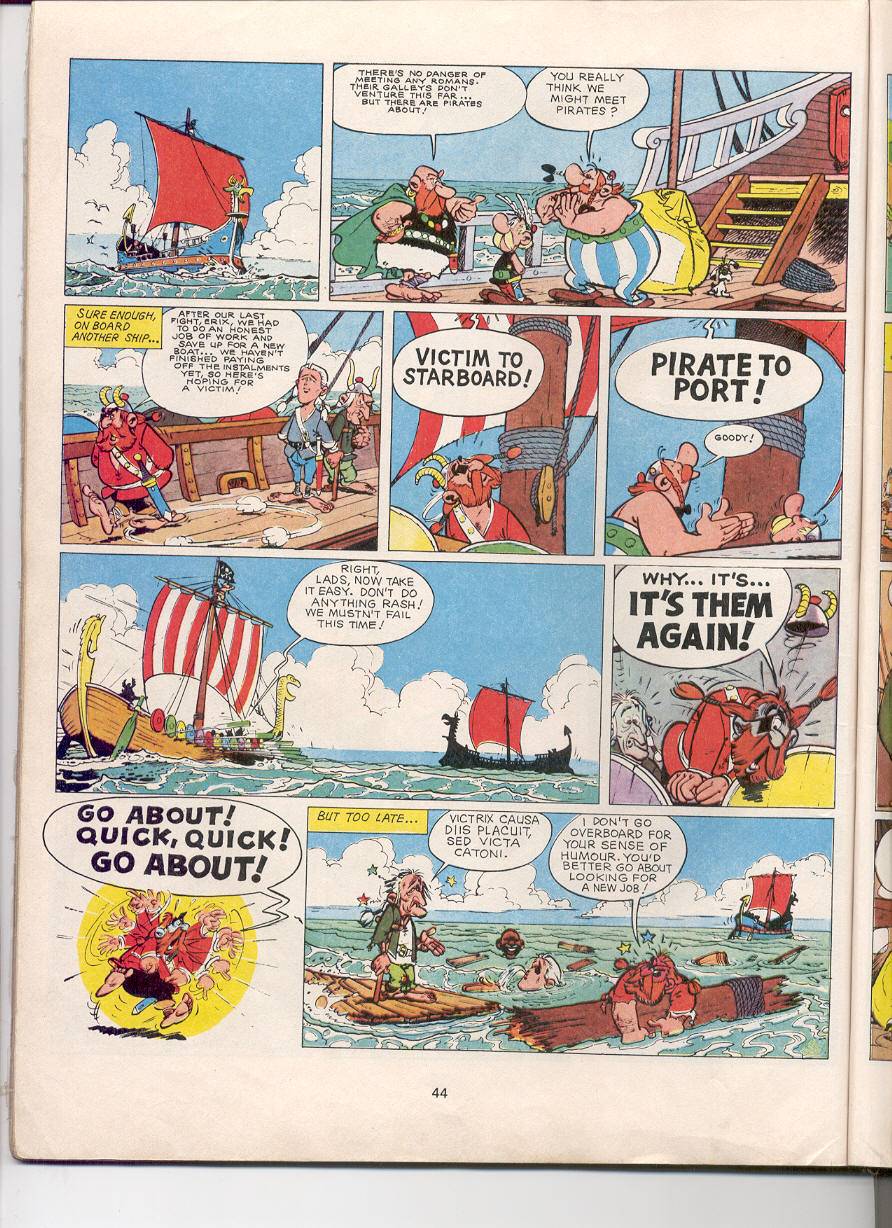 THERE'S NO DANGER OF
MEETING ANY ROMANS.
THEIR GALLEYS DON'T
VENTURE THIS FAR...
BUT THERE ARE PIRATES
ABOUT!
YOU REALLY
THINK WE
MIGHT MEET
PIRATES?
SURE ENOUGH,
ON BOARD
ANOTHER SHIP...
AFTER OUR LAST
FIGHT, ERIX, WE HAD
TO DO AN HONEST
JOB OF WORK AND
SAVE UP FOR A NEW
BOAT... WE HAVEN'T
FINISHED PAYING
OFF THE INSTALMENTS
YET, SO HERE'S
HOPING FOR
A VICTIM!
VICTIM TO
STARBOARD!
PIRATE TO
PORT!
GOODY!
RIGHT,
LADS, NOW TAKE
IT EASY. DON'T DO
ANYTHING RASH!
WE MUSTN'T FAIL
THIS TIME!
WHY... IT'S...
IT'S THEM
AGAIN!
GO ABOUT!
QUICK, QUICK!
GO ABOUT!
BUT TOO LATE...
VICTRIX CAUSA
DIIS PLACUIT,
SED VICTA
CATONI.
I DON'T GO
OVERBOARD FOR
YOUR SENSE OF
HUMOUR. YOU'D
BETTER GO ABOUT
LOOKING FOR
A NEW JOB!
44